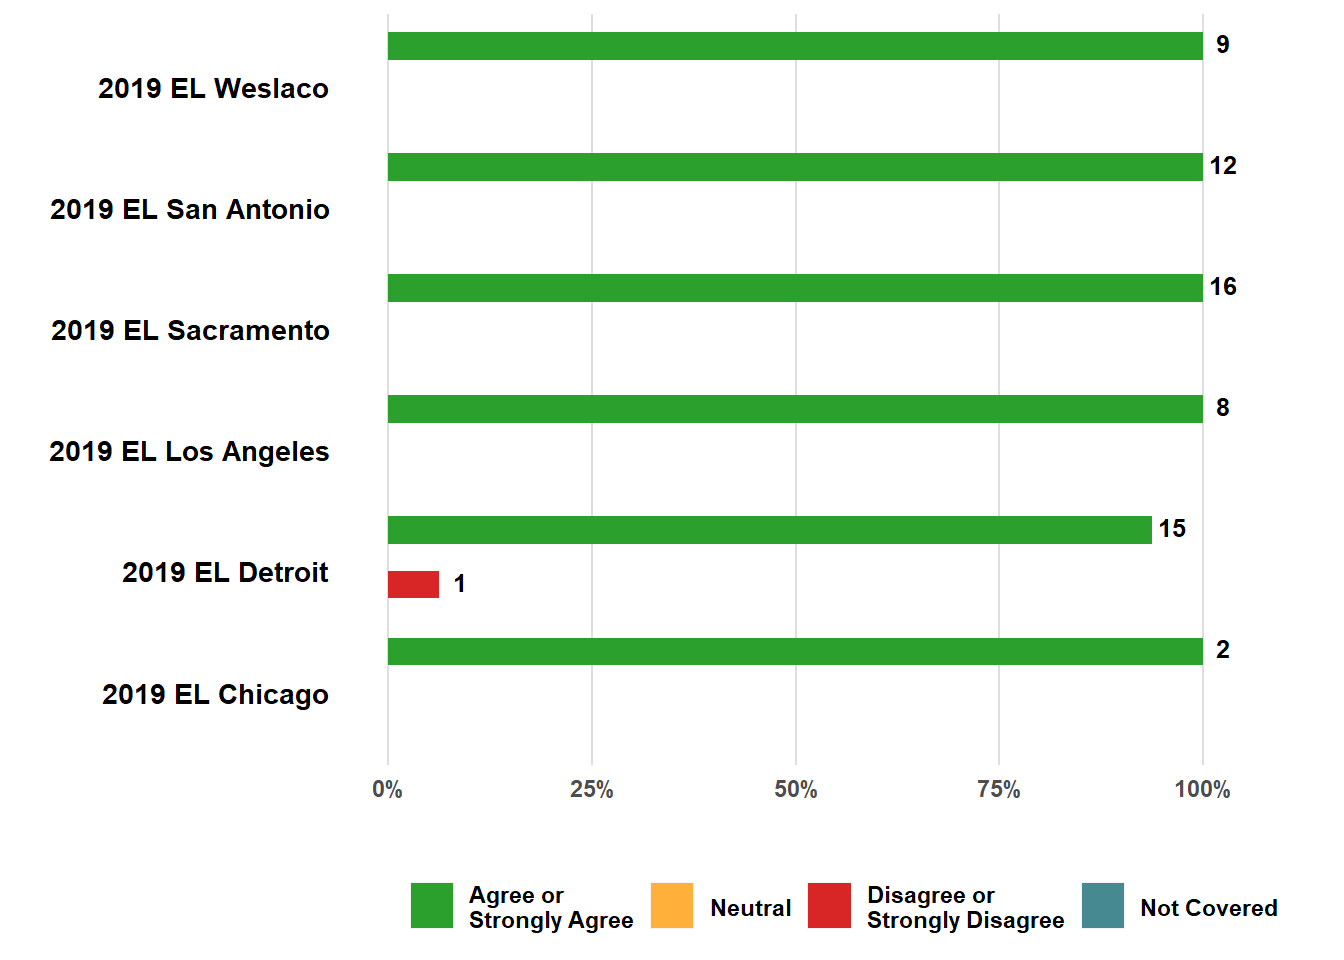 9
2019 EL Weslaco
12
2019 EL San Antonio
16
2019 EL Sacramento
8
2019 EL Los Angeles
15
2019 EL Detroit
1
2
2019 EL Chicago
0% 25% 50% 75% 100%
Agree or
Strongly Agree
Neutral
Disagree or
Strongly Disagree
Not Covered